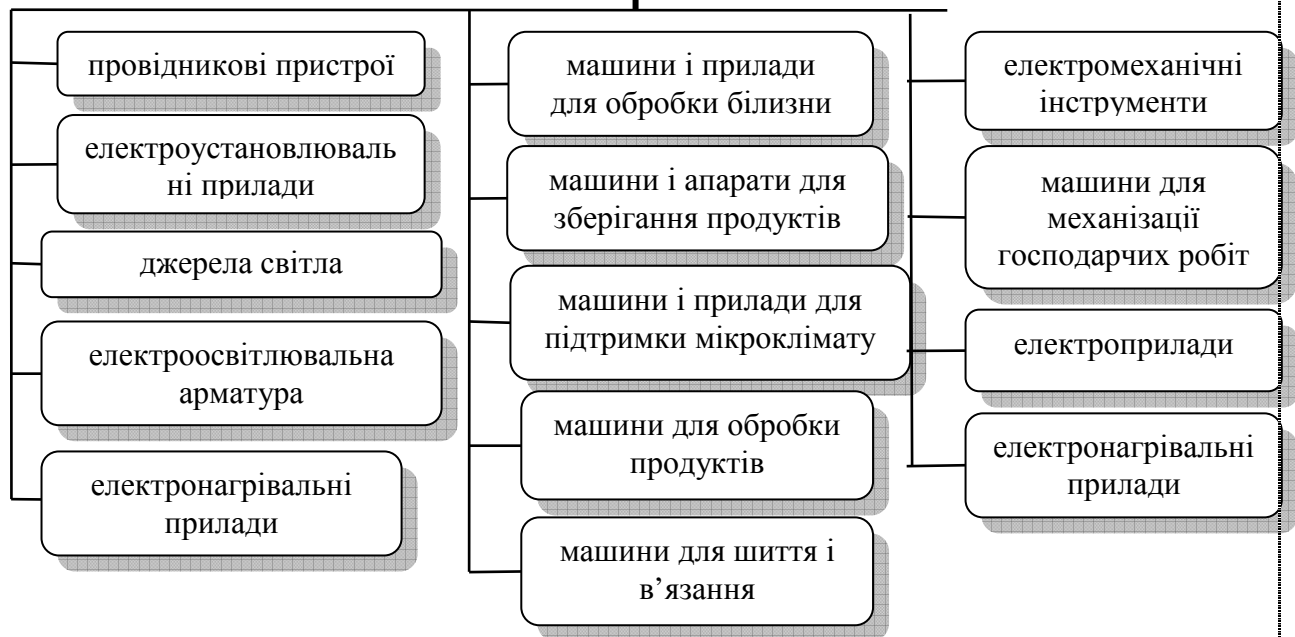 провідникові пристрої
електроустановлюваль
ні прилади
джерела світла
електроосвітлювальна
арматура
електронагрівальні
прилади
машини і прилади
для обробки білизни
машини і апарати для
зберігання продуктів
машини і прилади для
підтримки мікроклімату
машини для обробки
продуктів
машини для шиття і
в’язання
електромеханічні
інструменти
машини для
механізації
господарчих робіт
електроприлади
електронагрівальні
прилади